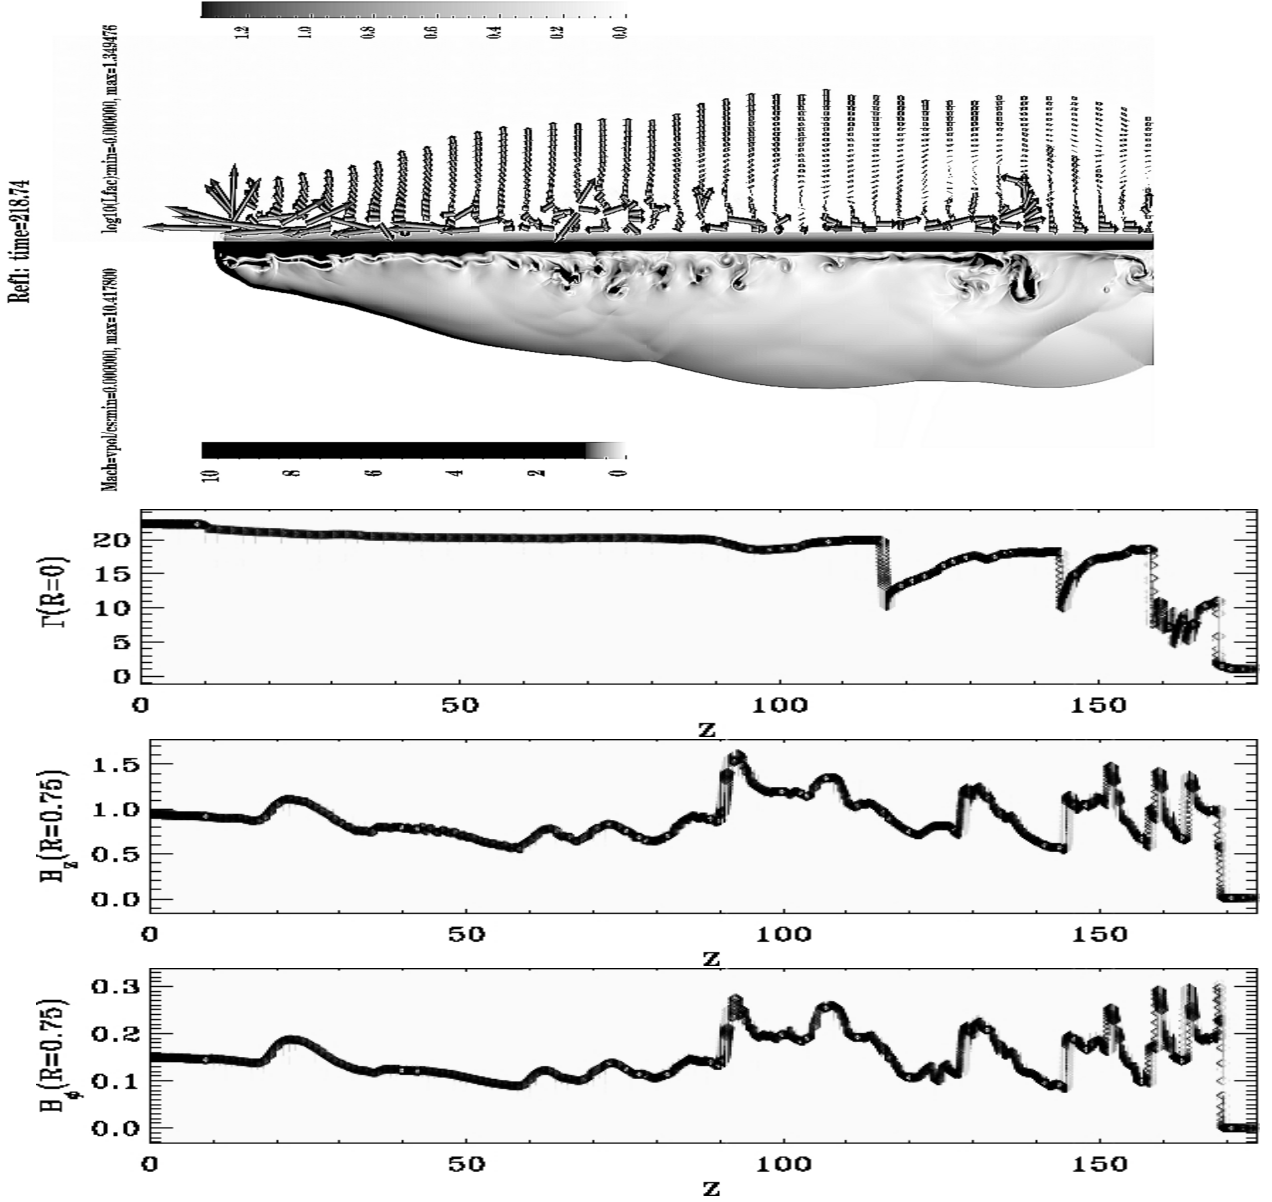 Reft: time=218.74
log10(Lfac):min=0.000000, max=1.349476
1.2 1.0 0.8 0.6 0.4 0.2 0.0
Mach=vpol/cs:min=0.000000, max=10.417800
10 8 6 4 2 0
Γ(R=0)
20
15
10
5
0
0 50 100 150
Z
B_z(R=0.75)
1.5
1.0
0.5
0.0
0 50 100 150
Z
B_ϕ(R=0.75)
0.3
0.2
0.1
0.0
0 50 100 150
Z